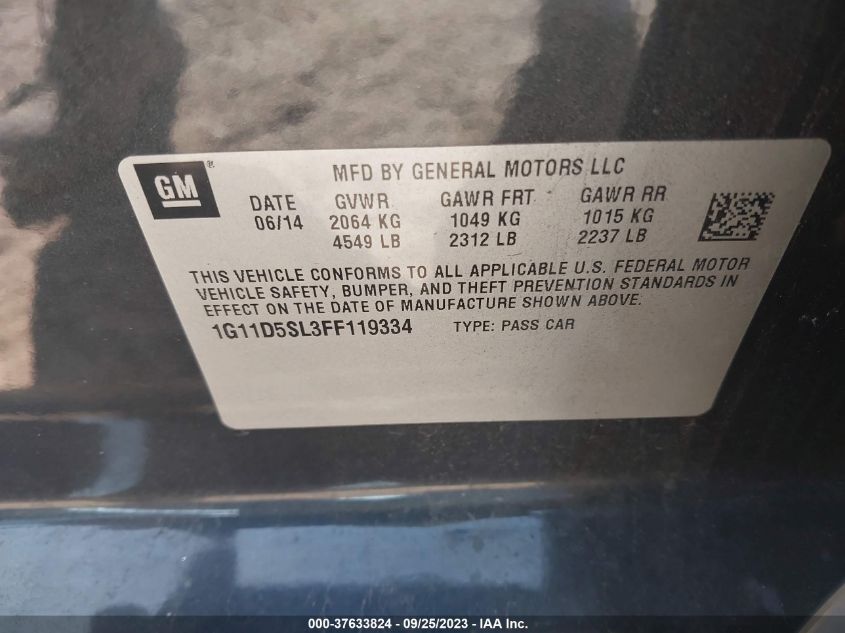 GM®
MFD BY GENERAL MOTORS LLC
DATE GVWR GAWR FRT GAWR RR
06/14 2064 KG 1049 KG 1015 KG
4549 LB 2312 LB 2237 LB
THIS VEHICLE CONFORMS TO ALL APPLICABLE U.S. FEDERAL MOTOR
VEHICLE SAFETY, BUMPER, AND THEFT PREVENTION STANDARDS IN
EFFECT ON THE DATE OF MANUFACTURE SHOWN ABOVE.
1G11D5SL3FF119334 TYPE: PASS CAR
000-37633824 - 09/25/2023 - IAA Inc.